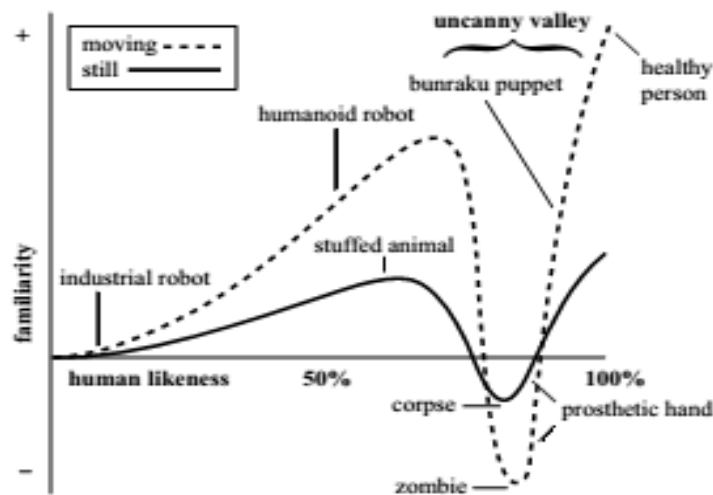 +
uncanny valley
moving
still
bunraku puppet
healthy
person
humanoid robot
stuffed animal
industrial robot
familiarity
human likeness
50%
100%
corpse
prosthetic hand
–
zombie